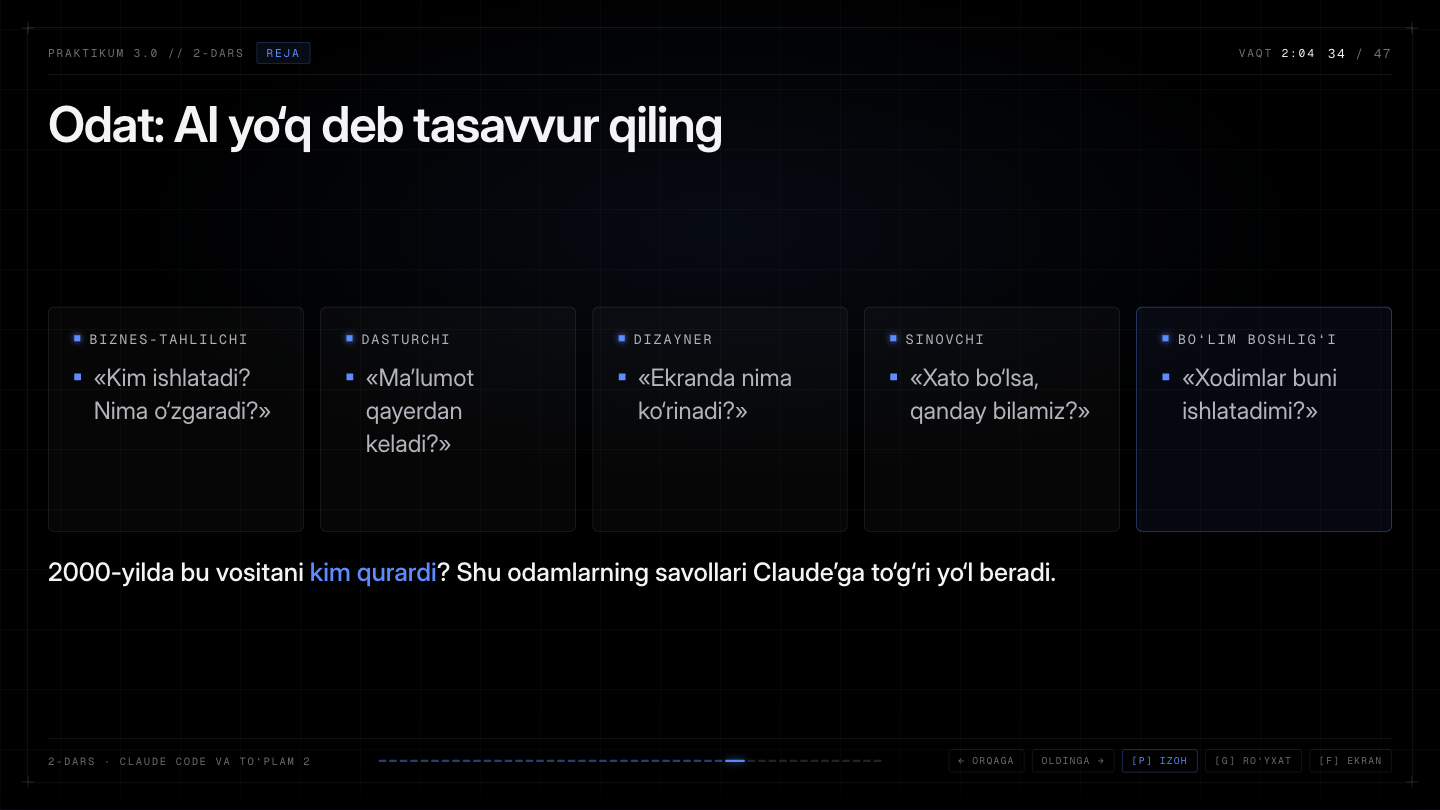 PRAKTIKUM 3.0 // 2-DARS REJA
VAQT 2:04 34 / 47
Odat: AI yo‘q deb tasavvur qiling
BIZNES-TAHLILCHI
«Kim ishlatadi?
Nima o‘zgaradi?»
DASTURCHI
«Ma’lumot
qayerdan
keladi?»
DIZAYNER
«Ekranda nima
ko‘rinadi?»
SINOVCHI
«Xato bo‘lsa,
qanday bilamiz?»
BO‘LIM BOSHLIG‘I
«Xodimlar buni
ishlatadimi?»
2000-yilda bu vositani kim qurardi? Shu odamlarning savollari Claude’ga to‘g‘ri yo‘l beradi.
2-DARS · CLAUDE CODE VA TO‘PLAM 2
← ORQAGA
OLDINGA →
[P] IZOH
[G] RO‘YXAT
[F] EKRAN